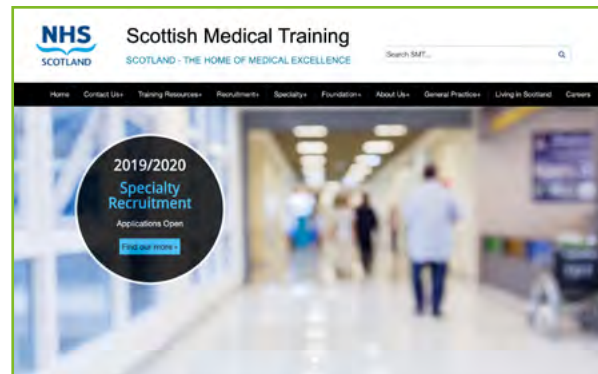 NHS
SCOTLAND
Scottish Medical Training
SCOTLAND - THE HOME OF MEDICAL EXCELLENCE
Search SMT...
Home Contact Us+ Training Resources+ Recruitment+ Specialty+ Foundation+ About Us+ General Practice+ Living in Scotland Careers
2019/2020
Specialty
Recruitment
Applications Open
Find our more »